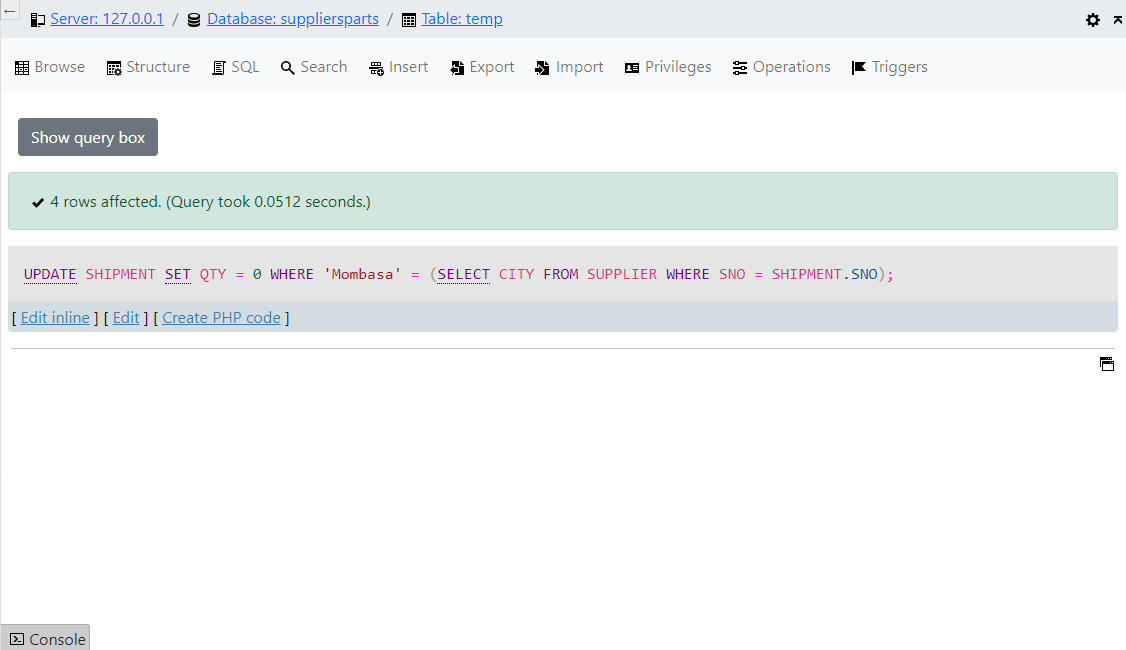 Server: 127.0.0.1 / Database: suppliersparts / Table: temp
Browse Structure SQL Search Insert Export Import Privileges Operations Triggers
Show query box
4 rows affected. (Query took 0.0512 seconds.)
UPDATE SHIPMENT SET QTY = 0 WHERE 'Mombasa' = (SELECT CITY FROM SUPPLIER WHERE SNO = SHIPMENT.SNO);
[ Edit inline ] [ Edit ] [ Create PHP code ]
Console